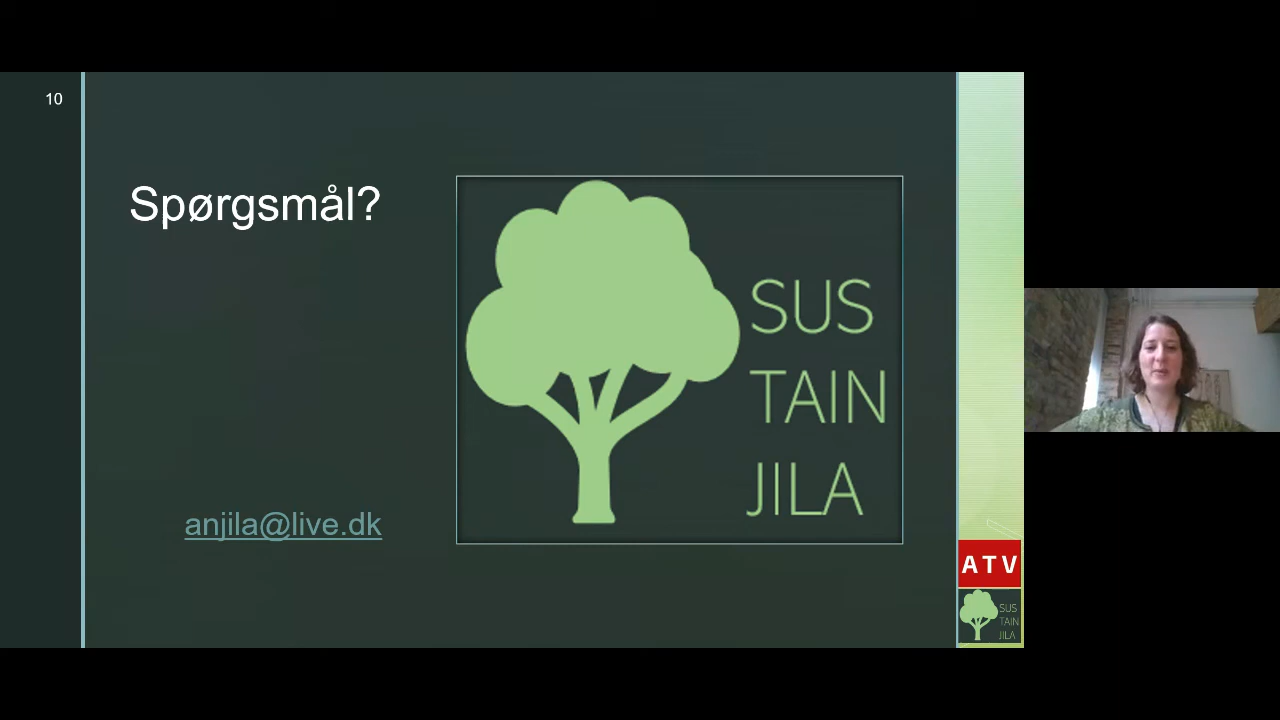 10
Spørgsmål?
SUS
TAIN
JILA
anjila@live.dk
ATV
SUS
TAIN
JILA